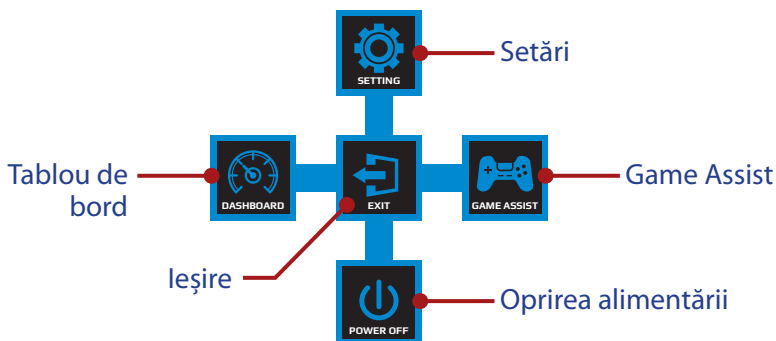 SETTING
Setări
Tablou de
bord
DASHBOARD
EXIT
GAME ASSIST
Game Assist
Ieșire
POWER OFF
Oprirea alimentării